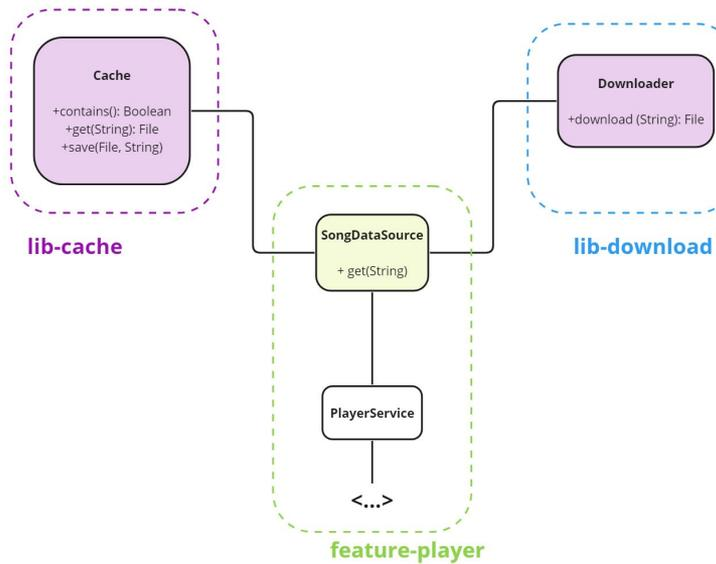 Cache
+contains(): Boolean
+get(String): File
+save(File, String)
lib-cache
Downloader
+download (String): File
lib-download
SongDataSource
+ get(String)
PlayerService
<...>
feature-player